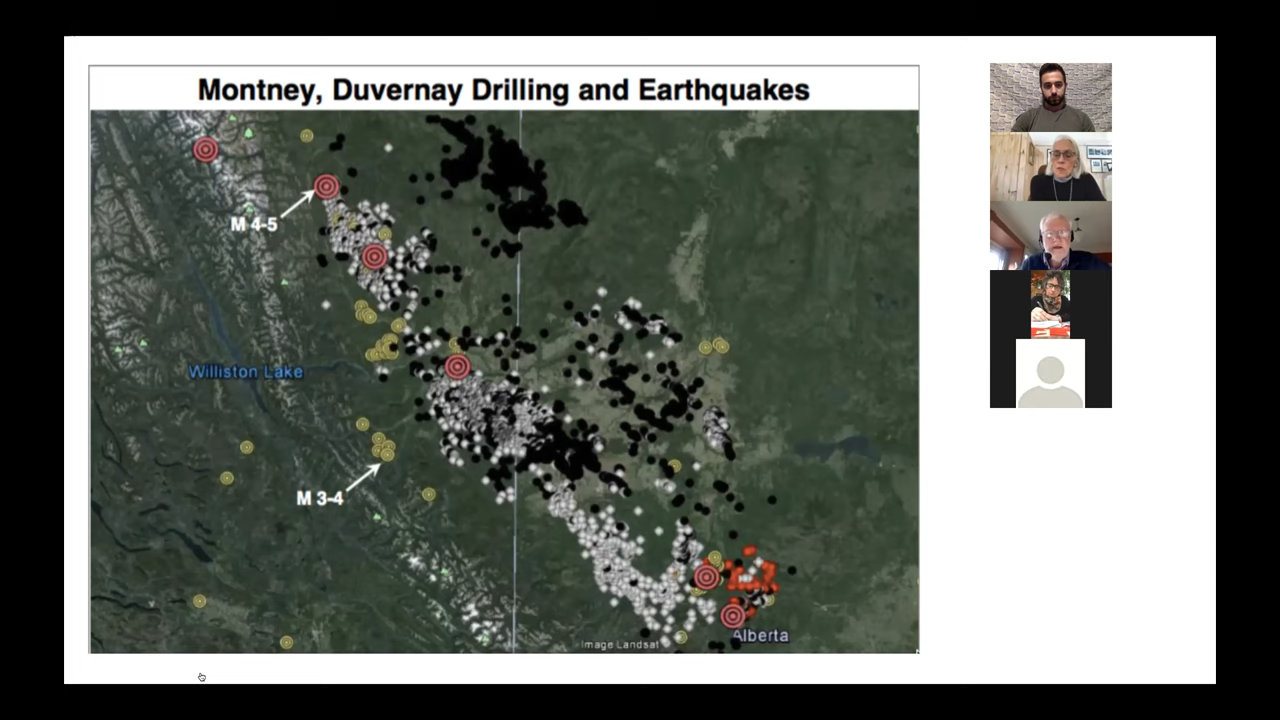 Montney, Duvernay Drilling and Earthquakes
M 4-5
Williston Lake
M 3-4
Alberta
Image Landsat